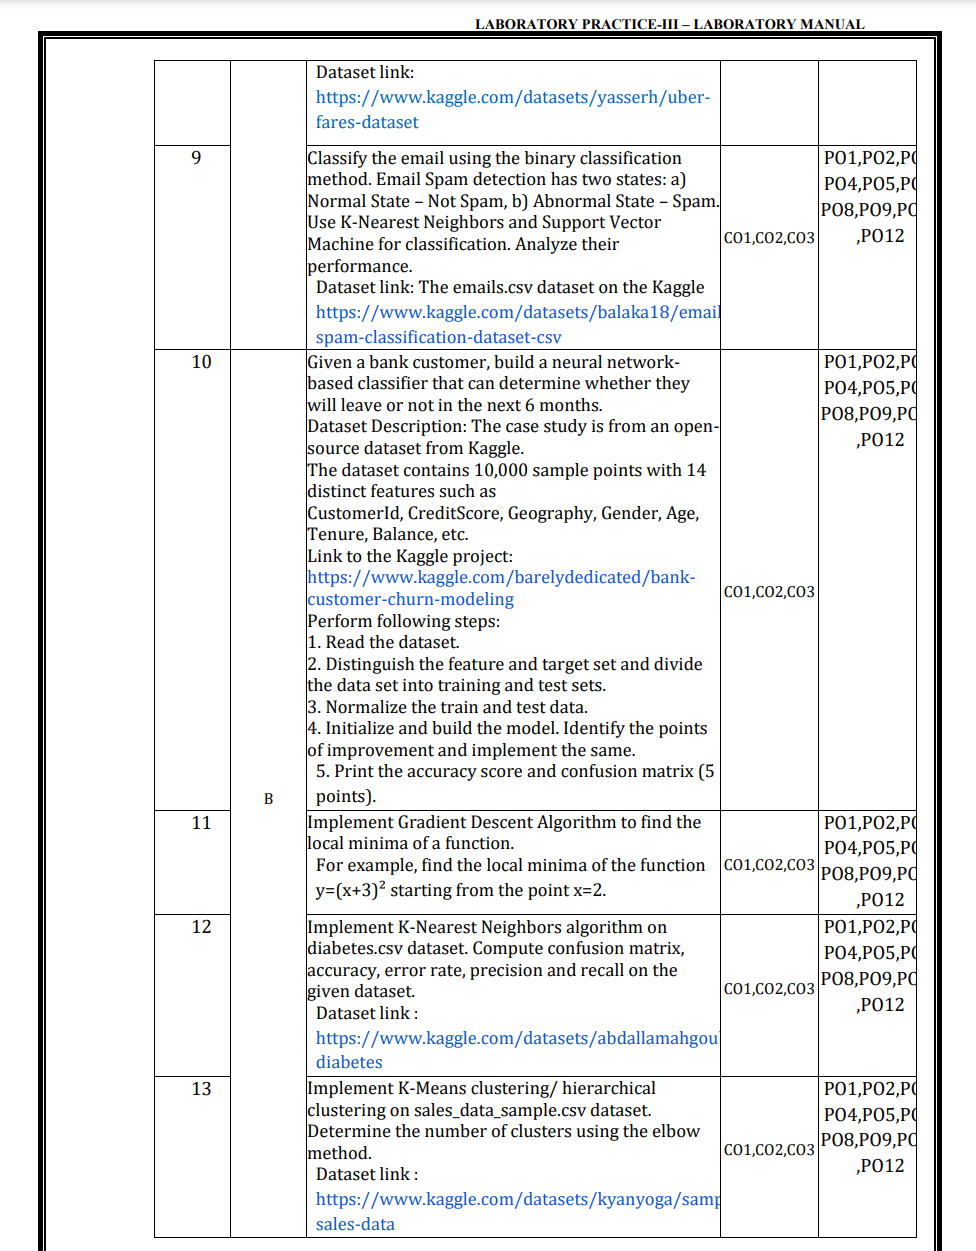 LABORATORY PRACTICE-III – LABORATORY MANUAL
Dataset link:
https://www.kaggle.com/datasets/yasserh/uber-
fares-dataset
9
Classify the email using the binary classification
method. Email Spam detection has two states: a)
Normal State – Not Spam, b) Abnormal State – Spam.
Use K-Nearest Neighbors and Support Vector
Machine for classification. Analyze their
performance.
Dataset link: The emails.csv dataset on the Kaggle
https://www.kaggle.com/datasets/balaka18/email
spam-classification-dataset-csv
CO1,CO2,CO3
PO1,PO2,PO
PO4,PO5,PO
PO8,PO9,PO
,PO12
10
B
Given a bank customer, build a neural network-
based classifier that can determine whether they
will leave or not in the next 6 months.
Dataset Description: The case study is from an open-
source dataset from Kaggle.
The dataset contains 10,000 sample points with 14
distinct features such as
CustomerId, CreditScore, Geography, Gender, Age,
Tenure, Balance, etc.
Link to the Kaggle project:
https://www.kaggle.com/barelydedicated/bank-
customer-churn-modeling
Perform following steps:
1. Read the dataset.
2. Distinguish the feature and target set and divide
the data set into training and test sets.
3. Normalize the train and test data.
4. Initialize and build the model. Identify the points
of improvement and implement the same.
5. Print the accuracy score and confusion matrix (5
points).
CO1,CO2,CO3
PO1,PO2,PO
PO4,PO5,PO
PO8,PO9,PO
,PO12
11
Implement Gradient Descent Algorithm to find the
local minima of a function.
For example, find the local minima of the function
y=(x+3)² starting from the point x=2.
CO1,CO2,CO3
PO1,PO2,PO
PO4,PO5,PO
PO8,PO9,PO
,PO12
12
Implement K-Nearest Neighbors algorithm on
diabetes.csv dataset. Compute confusion matrix,
accuracy, error rate, precision and recall on the
given dataset.
Dataset link :
https://www.kaggle.com/datasets/abdallamahgou
diabetes
CO1,CO2,CO3
PO1,PO2,PO
PO4,PO5,PO
PO8,PO9,PO
,PO12
13
Implement K-Means clustering/ hierarchical
clustering on sales_data_sample.csv dataset.
Determine the number of clusters using the elbow
method.
Dataset link :
https://www.kaggle.com/datasets/kyanyoga/samp
sales-data
CO1,CO2,CO3
PO1,PO2,PO
PO4,PO5,PO
PO8,PO9,PO
,PO12